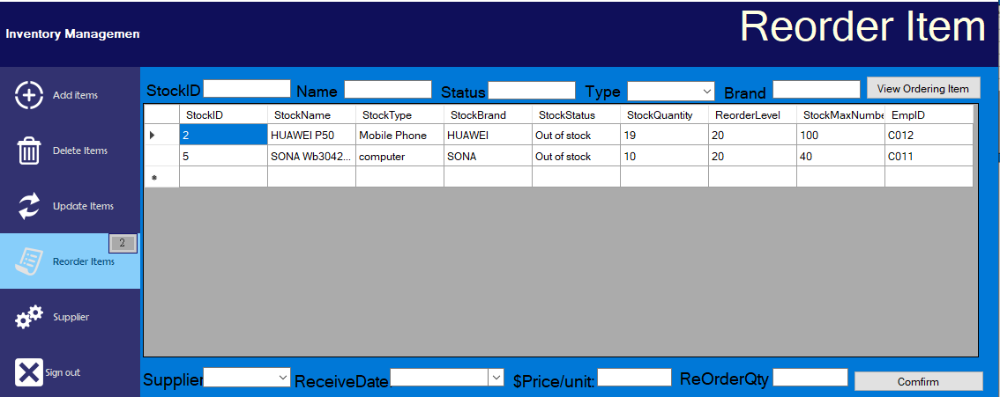 Inventory Managemen
Reorder Item
Add items
Delete Items
Update Items
2
Reorder Items
Supplier
Sign out
StockID Name Status Type Brand View Ordering Item
StockID StockName StockType StockBrand StockStatus StockQuantity ReorderLevel StockMaxNumbe EmpID
2 HUAWEI P50 Mobile Phone HUAWEI Out of stock 19 20 100 C012
5 SONA Wb3042... computer SONA Out of stock 10 20 40 C011
Supplier ReceiveDate $Price/unit: ReOrderQty Comfirm